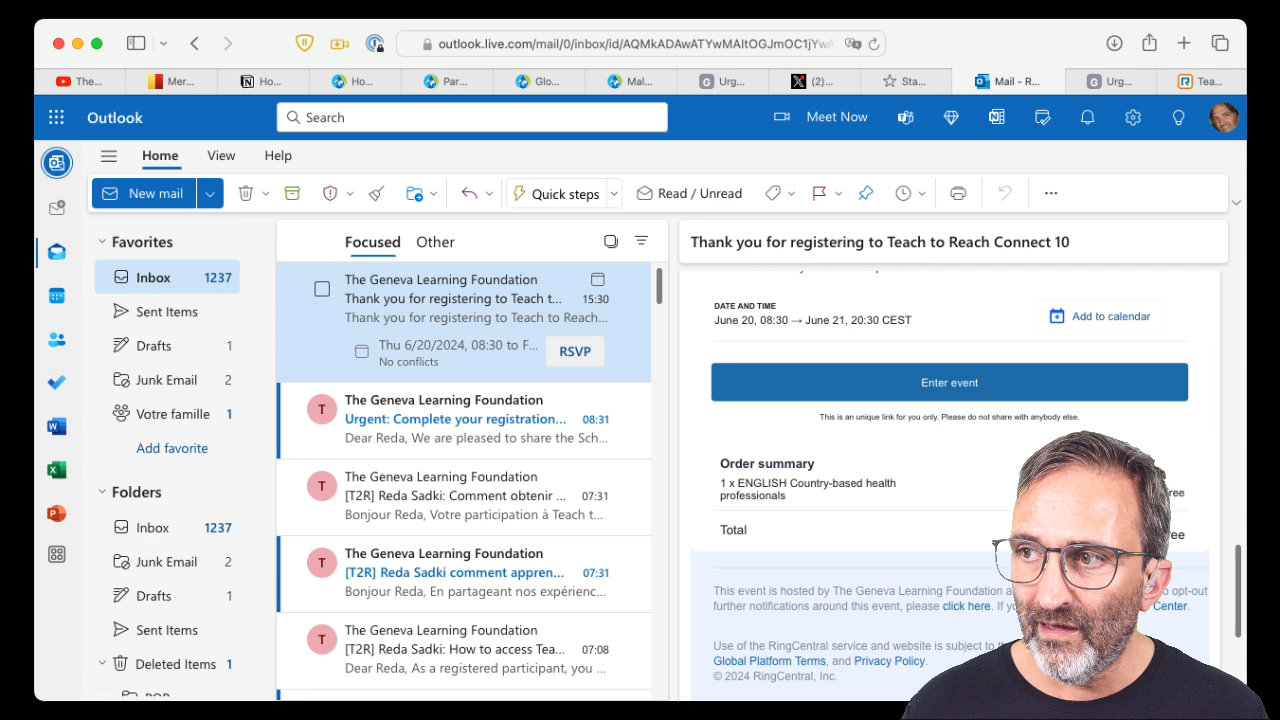 outlook.live.com/mail/0/inbox/id/AQMkADAwATYwMAItOGJmOC1jYwA
The...
Mer...
Ho...
Ho...
Par...
Glo...
Mal...
Urg...
(2)...
Sta...
Mail - R...
Urg...
Tea...
Outlook
Search
Meet Now
Home
View
Help
New mail
Quick steps
Read / Unread
Favorites
Inbox 1237
Sent Items
Drafts 1
Junk Email 2
Votre famille 1
Add favorite
Folders
Inbox 1237
Junk Email 2
Drafts 1
Sent Items
Deleted Items 1
Focused
Other
The Geneva Learning Foundation
Thank you for registering to Teach t... 15:30
Thank you for registering to Teach to Reach...
Thu 6/20/2024, 08:30 to F...
No conflicts
RSVP
T
The Geneva Learning Foundation
Urgent: Complete your registration... 08:31
Dear Reda, We are pleased to share the Sch...
T
The Geneva Learning Foundation
[T2R] Reda Sadki: Comment obtenir ... 07:31
Bonjour Reda, Votre participation à Teach t...
T
The Geneva Learning Foundation
[T2R] Reda Sadki comment appren... 07:31
Bonjour Reda, En partageant nos expérienc...
T
The Geneva Learning Foundation
[T2R] Reda Sadki: How to access Tea... 07:08
Dear Reda, As a registered participant, you ...
Thank you for registering to Teach to Reach Connect 10
DATE AND TIME
June 20, 08:30 → June 21, 20:30 CEST
Add to calendar
Enter event
This is an unique link for you only. Please do not share with anybody else.
Order summary
1 x ENGLISH Country-based health
professionals
Total
This event is hosted by The Geneva Learning Foundation to opt-out
further notifications around this event, please click here. If Center.
Use of the RingCentral service and website is subject to
Global Platform Terms, and Privacy Policy.
© 2024 RingCentral, Inc.